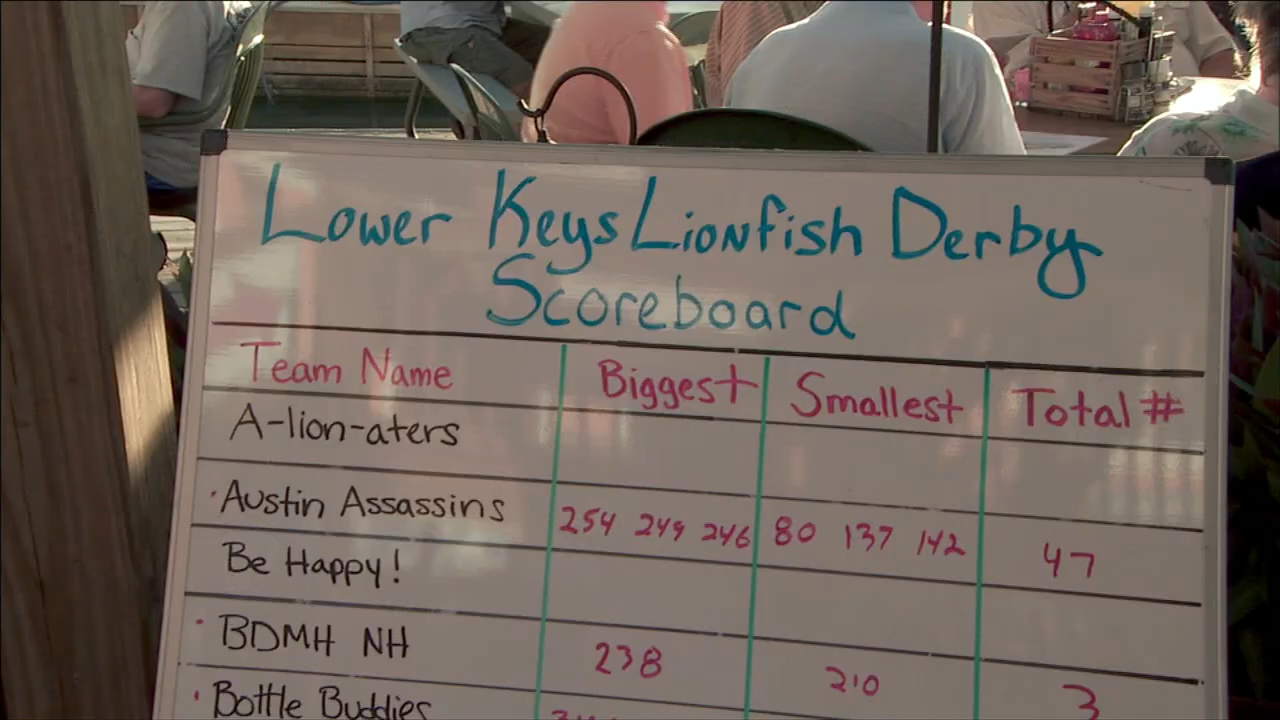 Lower Keys Lionfish Derby
Scoreboard
Team Name Biggest Smallest Total #
A-lion-aters
Austin Assassins 254 249 246 80 137 142 47
Be Happy!
BDMH NH 238 210 3
Bottle Buddies